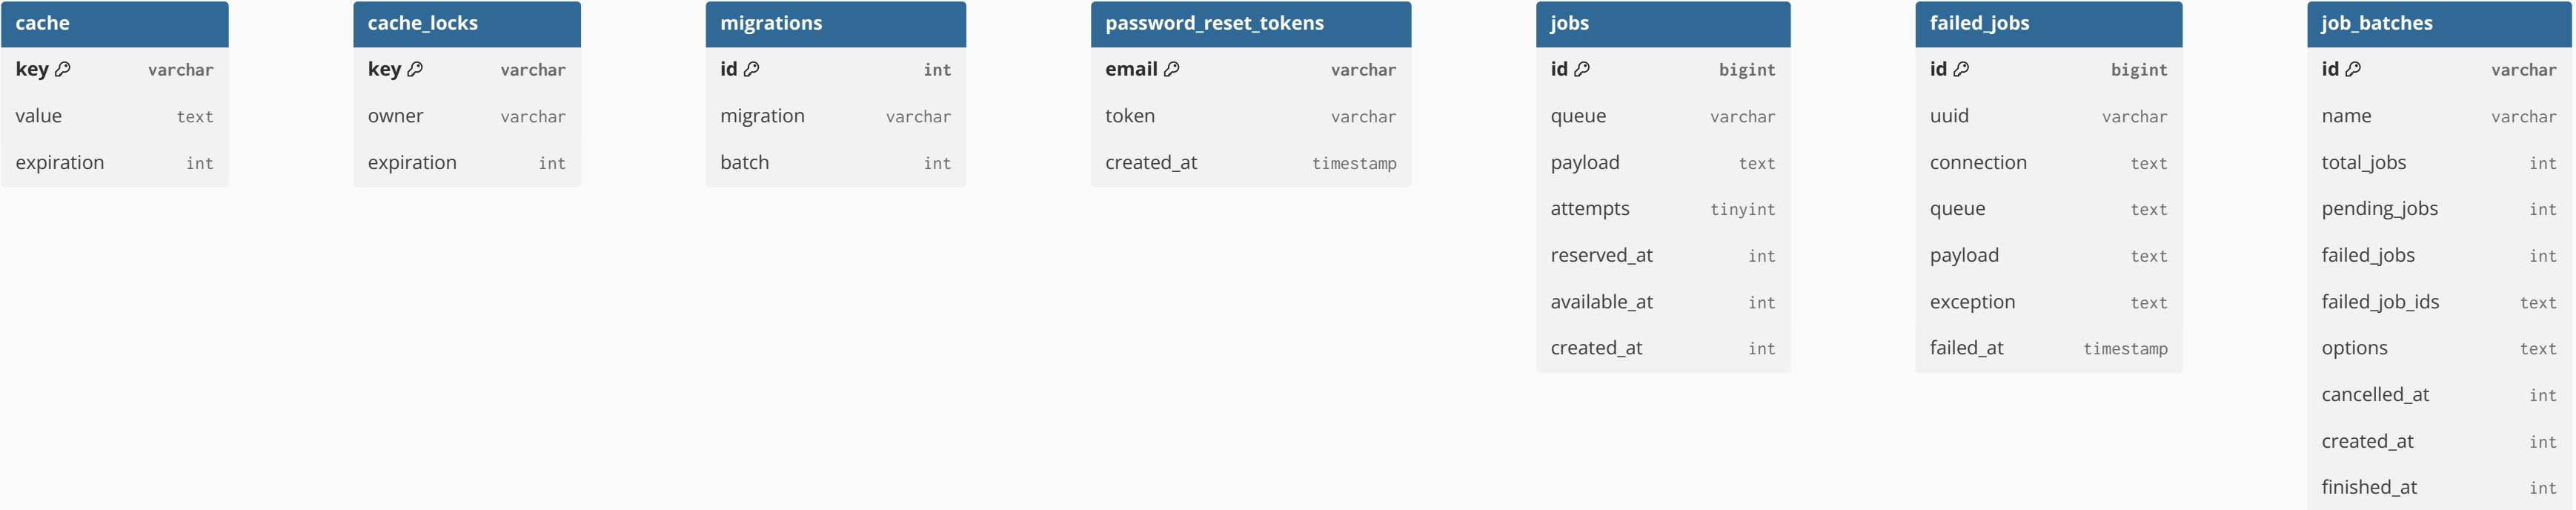 cache
key varchar
value text
expiration int
cache_locks
key varchar
owner varchar
expiration int
migrations
id int
migration varchar
batch int
password_reset_tokens
email varchar
token varchar
created_at timestamp
jobs
id bigint
queue varchar
payload text
attempts tinyint
reserved_at int
available_at int
created_at int
failed_jobs
id bigint
uuid varchar
connection text
queue text
payload text
exception text
failed_at timestamp
job_batches
id varchar
name varchar
total_jobs int
pending_jobs int
failed_jobs int
failed_job_ids text
options text
cancelled_at int
created_at int
finished_at int